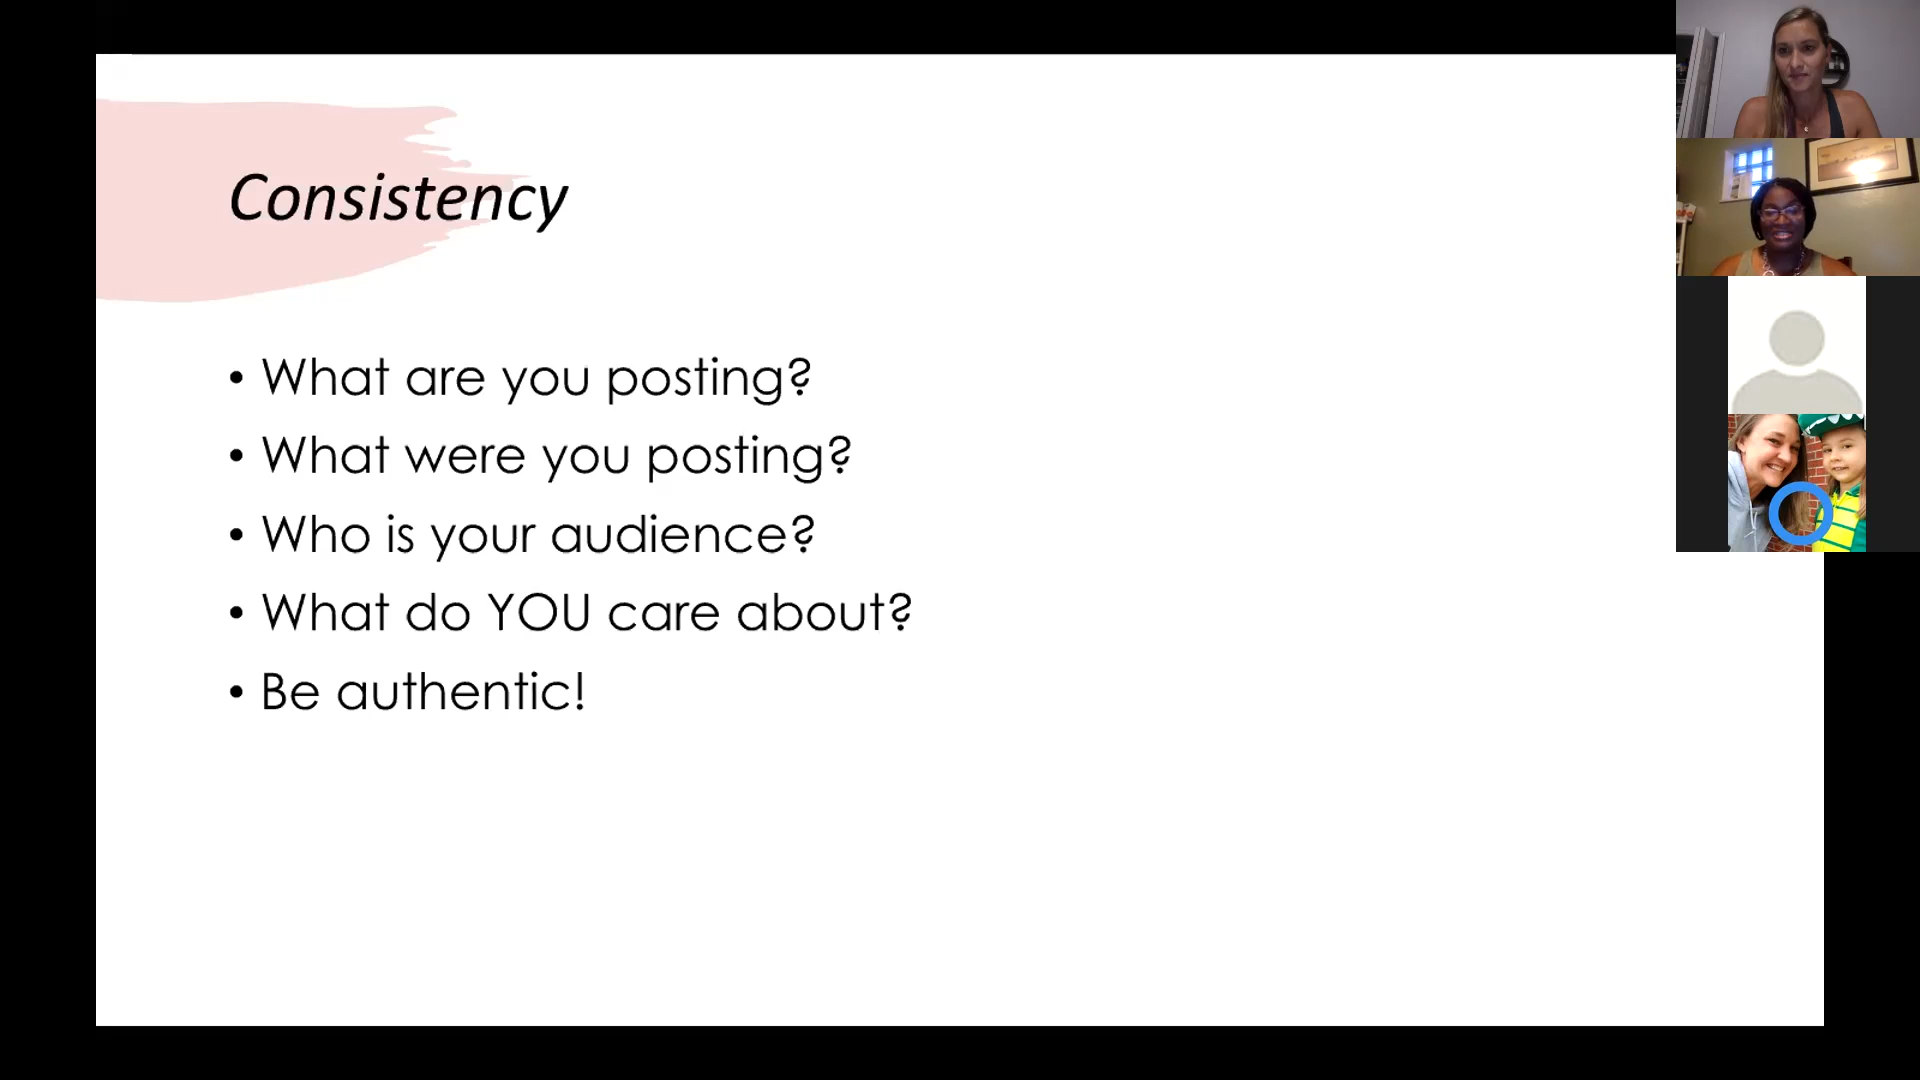 Consistency
• What are you posting?
• What were you posting?
• Who is your audience?
• What do YOU care about?
• Be authentic!